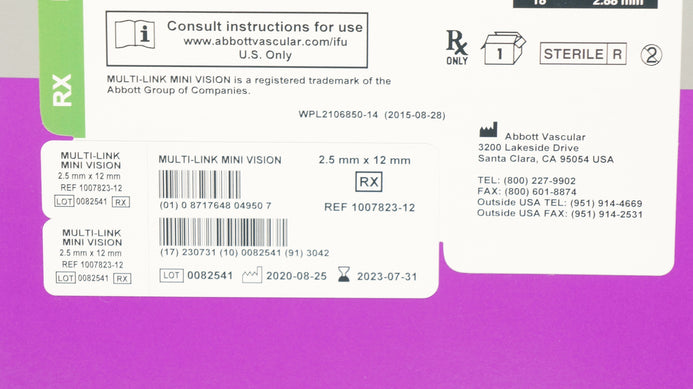 18 2.88 mm
Consult instructions for use
www.abbottvascular.com/ifu
U.S. Only
Rx
ONLY
1
STERILE R
2
RX
MULTI-LINK MINI VISION is a registered trademark of the
Abbott Group of Companies.
WPL2106850-14 (2015-08-28)
Abbott Vascular
3200 Lakeside Drive
Santa Clara, CA 95054 USA
TEL: (800) 227-9902
FAX: (800) 601-8874
Outside USA TEL: (951) 914-4669
Outside USA FAX: (951) 914-2531
MULTI-LINK
MINI VISION
2.5 mm x 12 mm
REF 1007823-12
LOT 0082541 RX
MULTI-LINK MINI VISION 2.5 mm x 12 mm
RX
(01) 0 8717648 04950 7 REF 1007823-12
MULTI-LINK
MINI VISION
2.5 mm x 12 mm
REF 1007823-12
LOT 0082541 RX
(17) 230731 (10) 0082541 (91) 3042
LOT 0082541 2020-08-25 2023-07-31